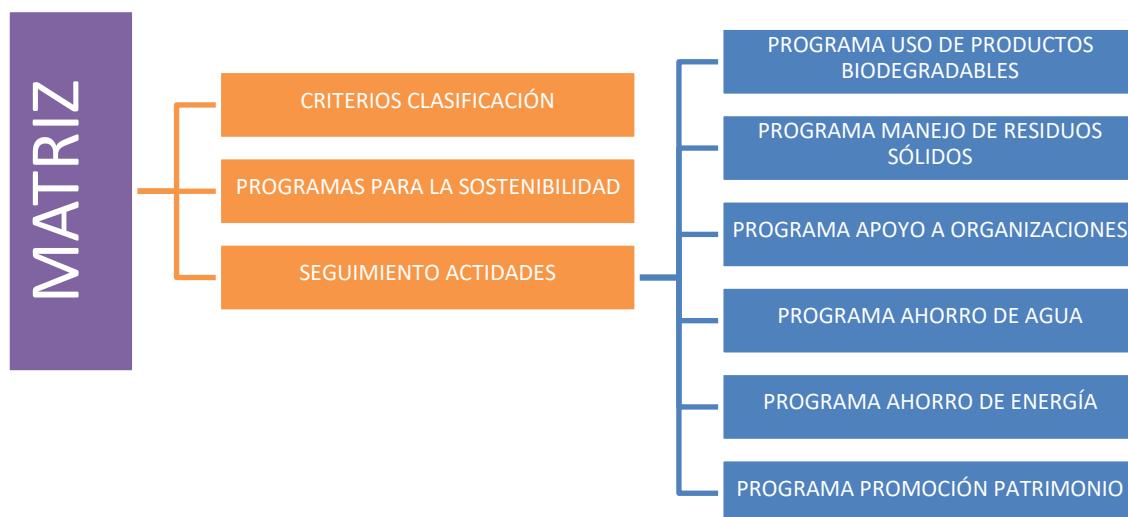 MATRIZ
CRITERIOS CLASIFICACIÓN
PROGRAMAS PARA LA SOSTENIBILIDAD
SEGUIMIENTO ACTIDADES
PROGRAMA USO DE PRODUCTOS
BIODEGRADABLES
PROGRAMA MANEJO DE RESIDUOS
SÓLIDOS
PROGRAMA APOYO A ORGANIZACIONES
PROGRAMA AHORRO DE AGUA
PROGRAMA AHORRO DE ENERGÍA
PROGRAMA PROMOCIÓN PATRIMONIO